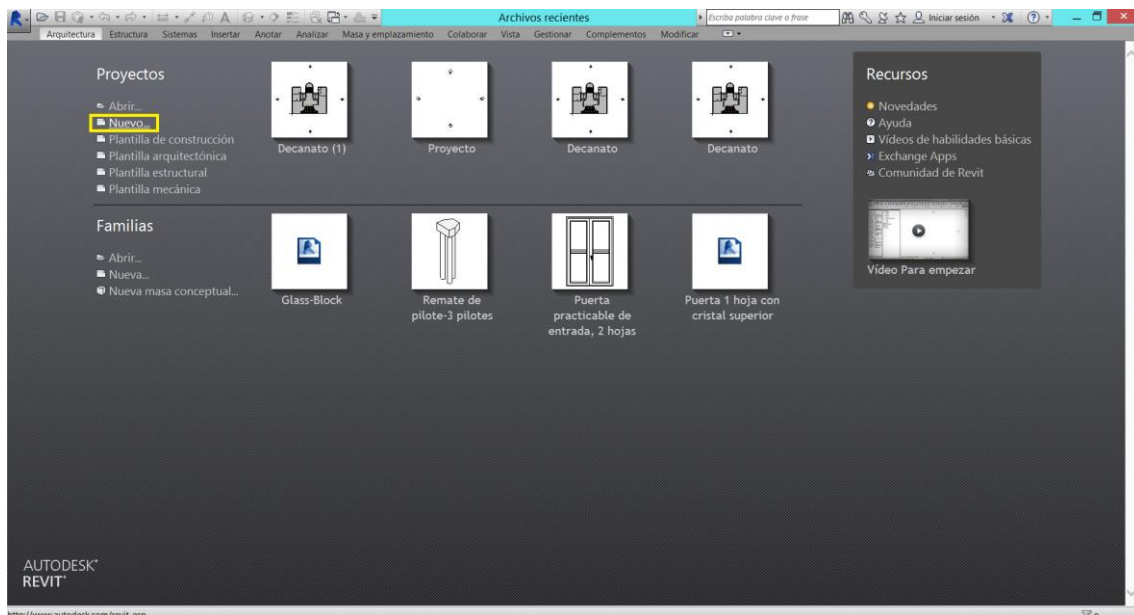 Archivos recientes
Escriba palabra clave o frase
Iniciar sesión
Arquitectura Estructura Sistemas Insertar Anotar Analizar Masa y emplazamiento Colaborar Vista Gestionar Complementos Modificar
Proyectos
Abrir...
Nuevo...
Plantilla de construcción
Plantilla arquitectónica
Plantilla estructural
Plantilla mecánica
Decanato (1)
Proyecto
Decanato
Decanato
Familias
Abrir...
Nueva...
Nueva masa conceptual...
Glass-Block
Remate de
pilote-3 pilotes
Puerta
practicable de
entrada, 2 hojas
Puerta 1 hoja con
cristal superior
Recursos
Novedades
Ayuda
Vídeos de habilidades básicas
Exchange Apps
Comunidad de Revit
Vídeo Para empezar
AUTODESK®
REVIT®